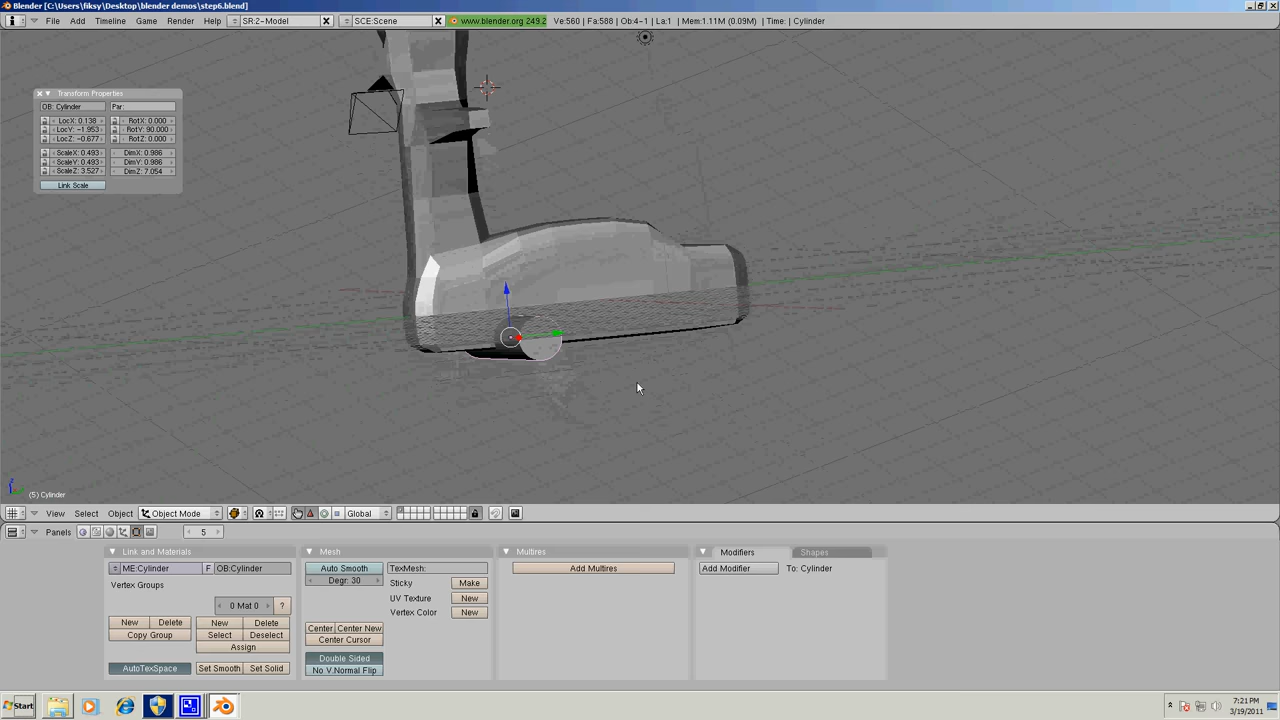 Blender [C:\Users\fiksy\Desktop\blender demos\step6.blend]
File Add Timeline Game Render Help SR:2-Model SCE:Scene www.blender.org 249.2 Ve:560 | Fa:588 | Ob:4-1 | La:1 | Mem:1.11M (0.09M) | Time: | Cylinder
Transform Properties
OB: Cylinder Par:
LocX: 0.138 RotX: 0.000
LocY: -1.953 RotY: 90.000
LocZ: -0.677 RotZ: 0.000
ScaleX: 0.493 DimX: 0.986
ScaleY: 0.493 DimY: 0.986
ScaleZ: 3.527 DimZ: 7.054
Link Scale
(5) Cylinder
View Select Object Object Mode Global
Panels 5
Link and Materials Mesh Multires Modifiers Shapes
ME:Cylinder F OB:Cylinder Auto Smooth TexMesh: Add Multires Add Modifier To: Cylinder
Degr: 30
Vertex Groups Sticky Make
UV Texture New
0 Mat 0 ? Vertex Color New
New Delete New Delete Center Center New
Copy Group Select Deselect Center Cursor
Assign
Double Sided
AutoTexSpace Set Smooth Set Solid No V.Normal Flip
Start 7:21 PM
3/19/2011